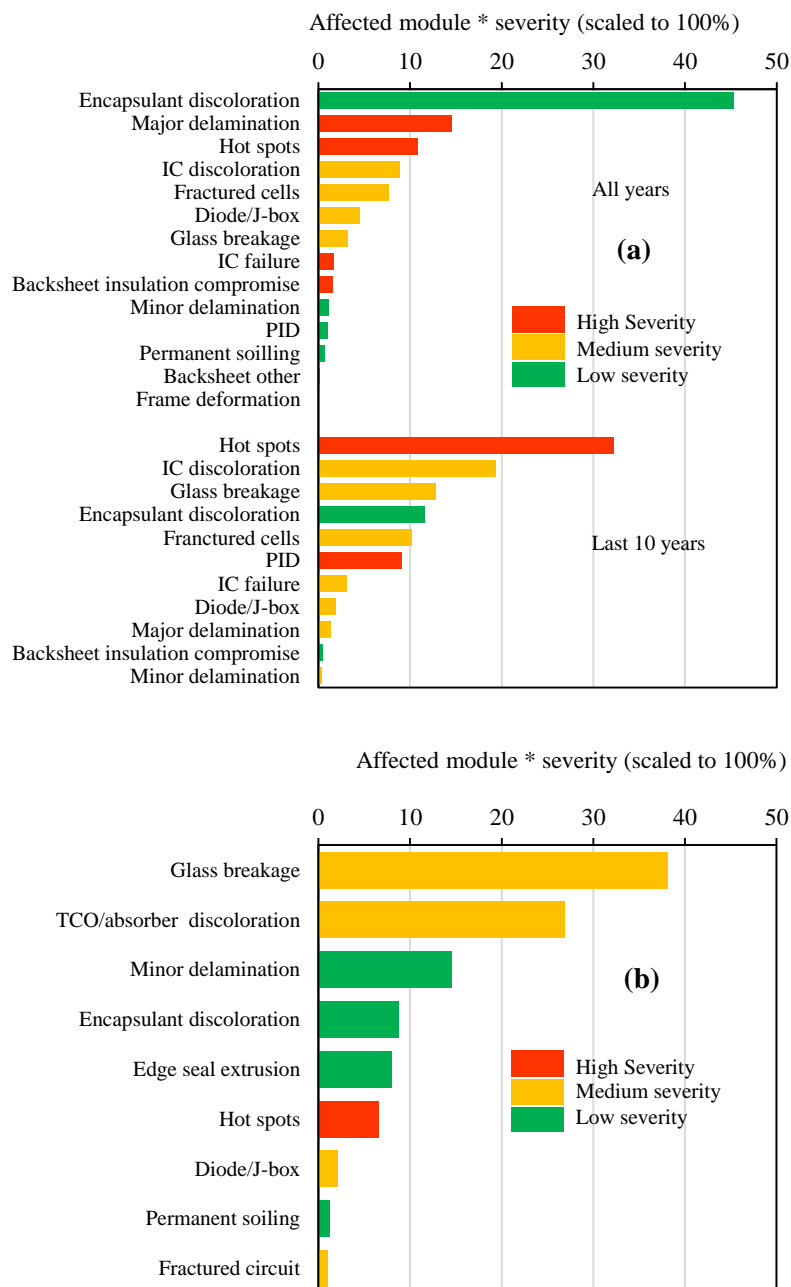 Affected module * severity (scaled to 100%)
0 10 20 30 40 50
Encapsulant discoloration
Major delamination
Hot spots
IC discoloration
Fractured cells
Diode/J-box
Glass breakage
IC failure
Backsheet insulation compromise
Minor delamination
PID
Permanent soilling
Backsheet other
Frame deformation
All years
(a)
High Severity
Medium severity
Low severity
Hot spots
IC discoloration
Glass breakage
Encapsulant discoloration
Franctured cells
PID
IC failure
Diode/J-box
Major delamination
Backsheet insulation compromise
Minor delamination
Last 10 years
Affected module * severity (scaled to 100%)
0 10 20 30 40 50
Glass breakage
TCO/absorber discoloration
Minor delamination
Encapsulant discoloration
Edge seal extrusion
Hot spots
Diode/J-box
Permanent soiling
Fractured circuit
(b)
High Severity
Medium severity
Low severity